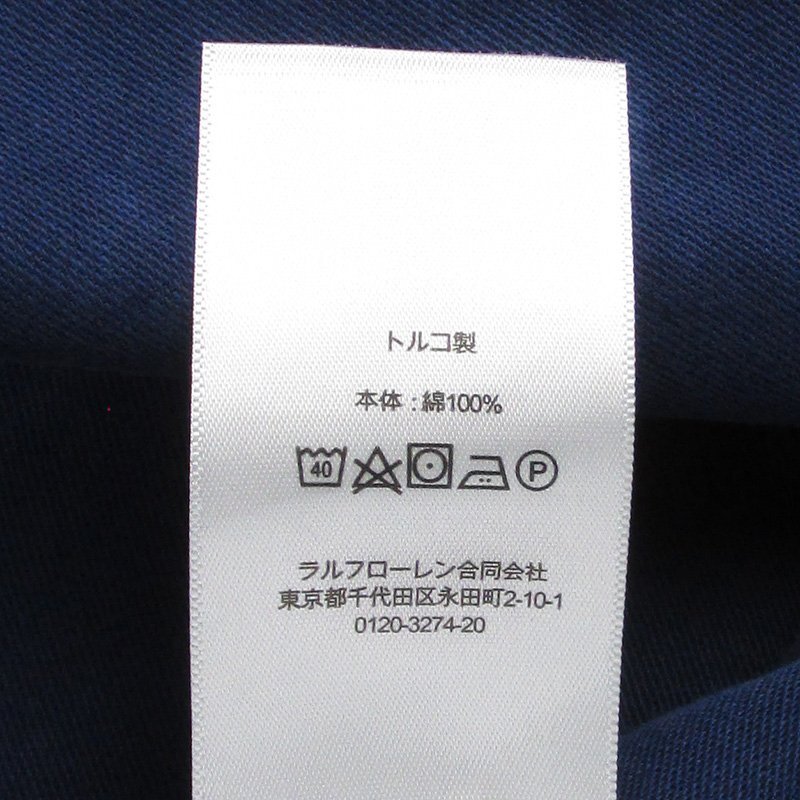 トルコ製
本体 : 綿100%
40 P
ラルフローレン合同会社
東京都千代田区永田町2-10-1
0120-3274-20